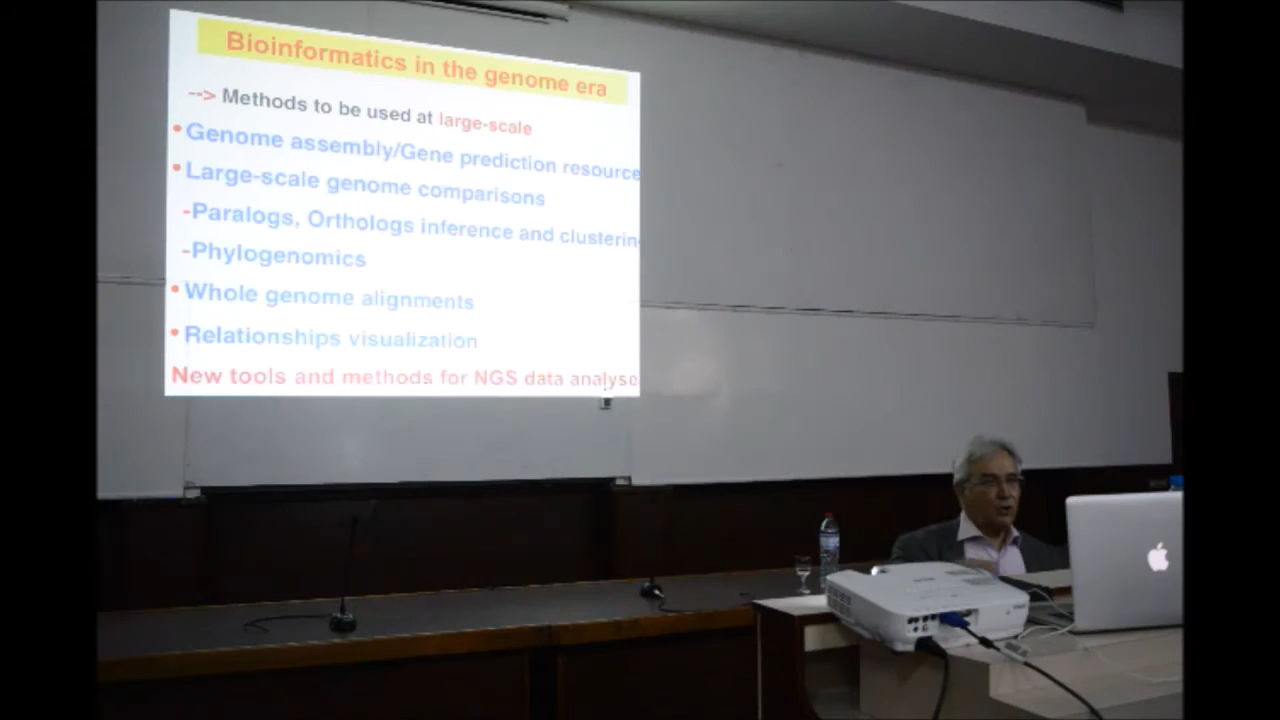 Bioinformatics in the genome era
--> Methods to be used at large-scale
•Genome assembly/Gene prediction resource
•Large-scale genome comparisons
-Paralogs, Orthologs inference and clusterin
-Phylogenomics
•Whole genome alignments
•Relationships visualization
New tools and methods for NGS data analyse